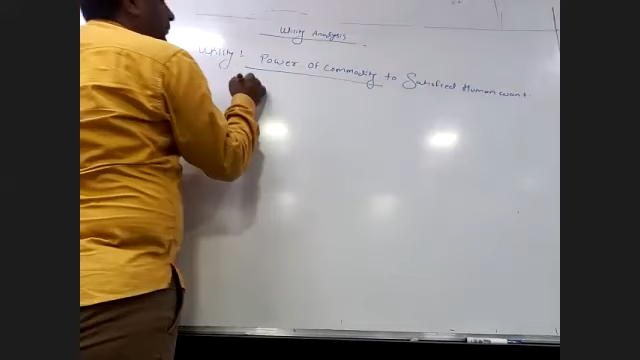 Utility Analysis
Utility : Power of Commodity to Satisfied Human want.